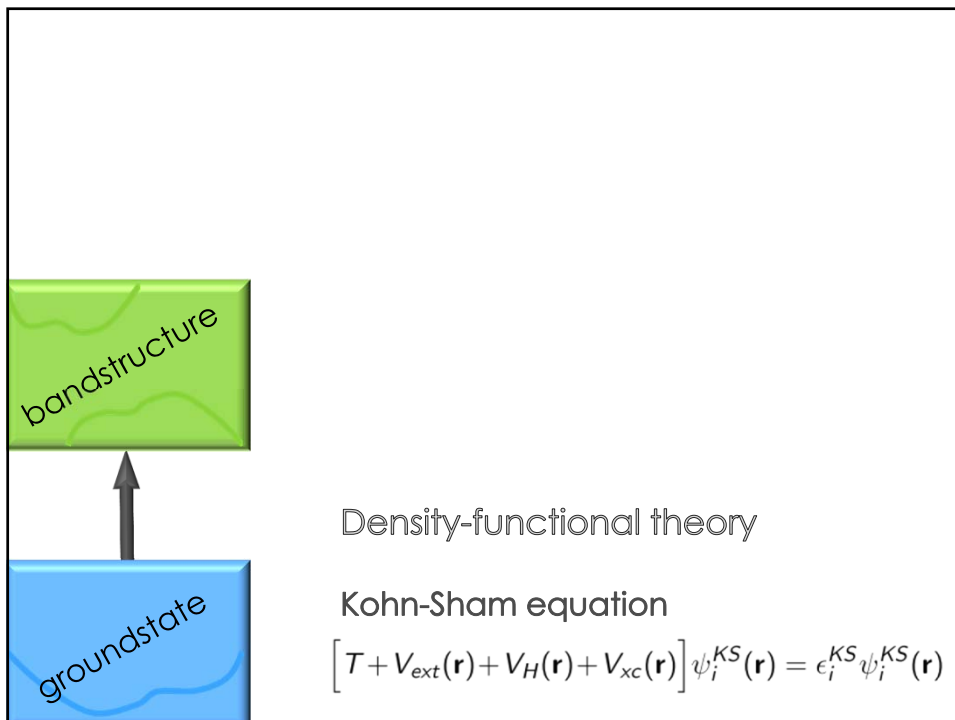 bandstructure
Density-functional theory
groundstate
Kohn-Sham equation
[T + V_ext(r) + V_H(r) + V_xc(r)] ψ_i^KS(r) = ϵ_i^KS ψ_i^KS(r)